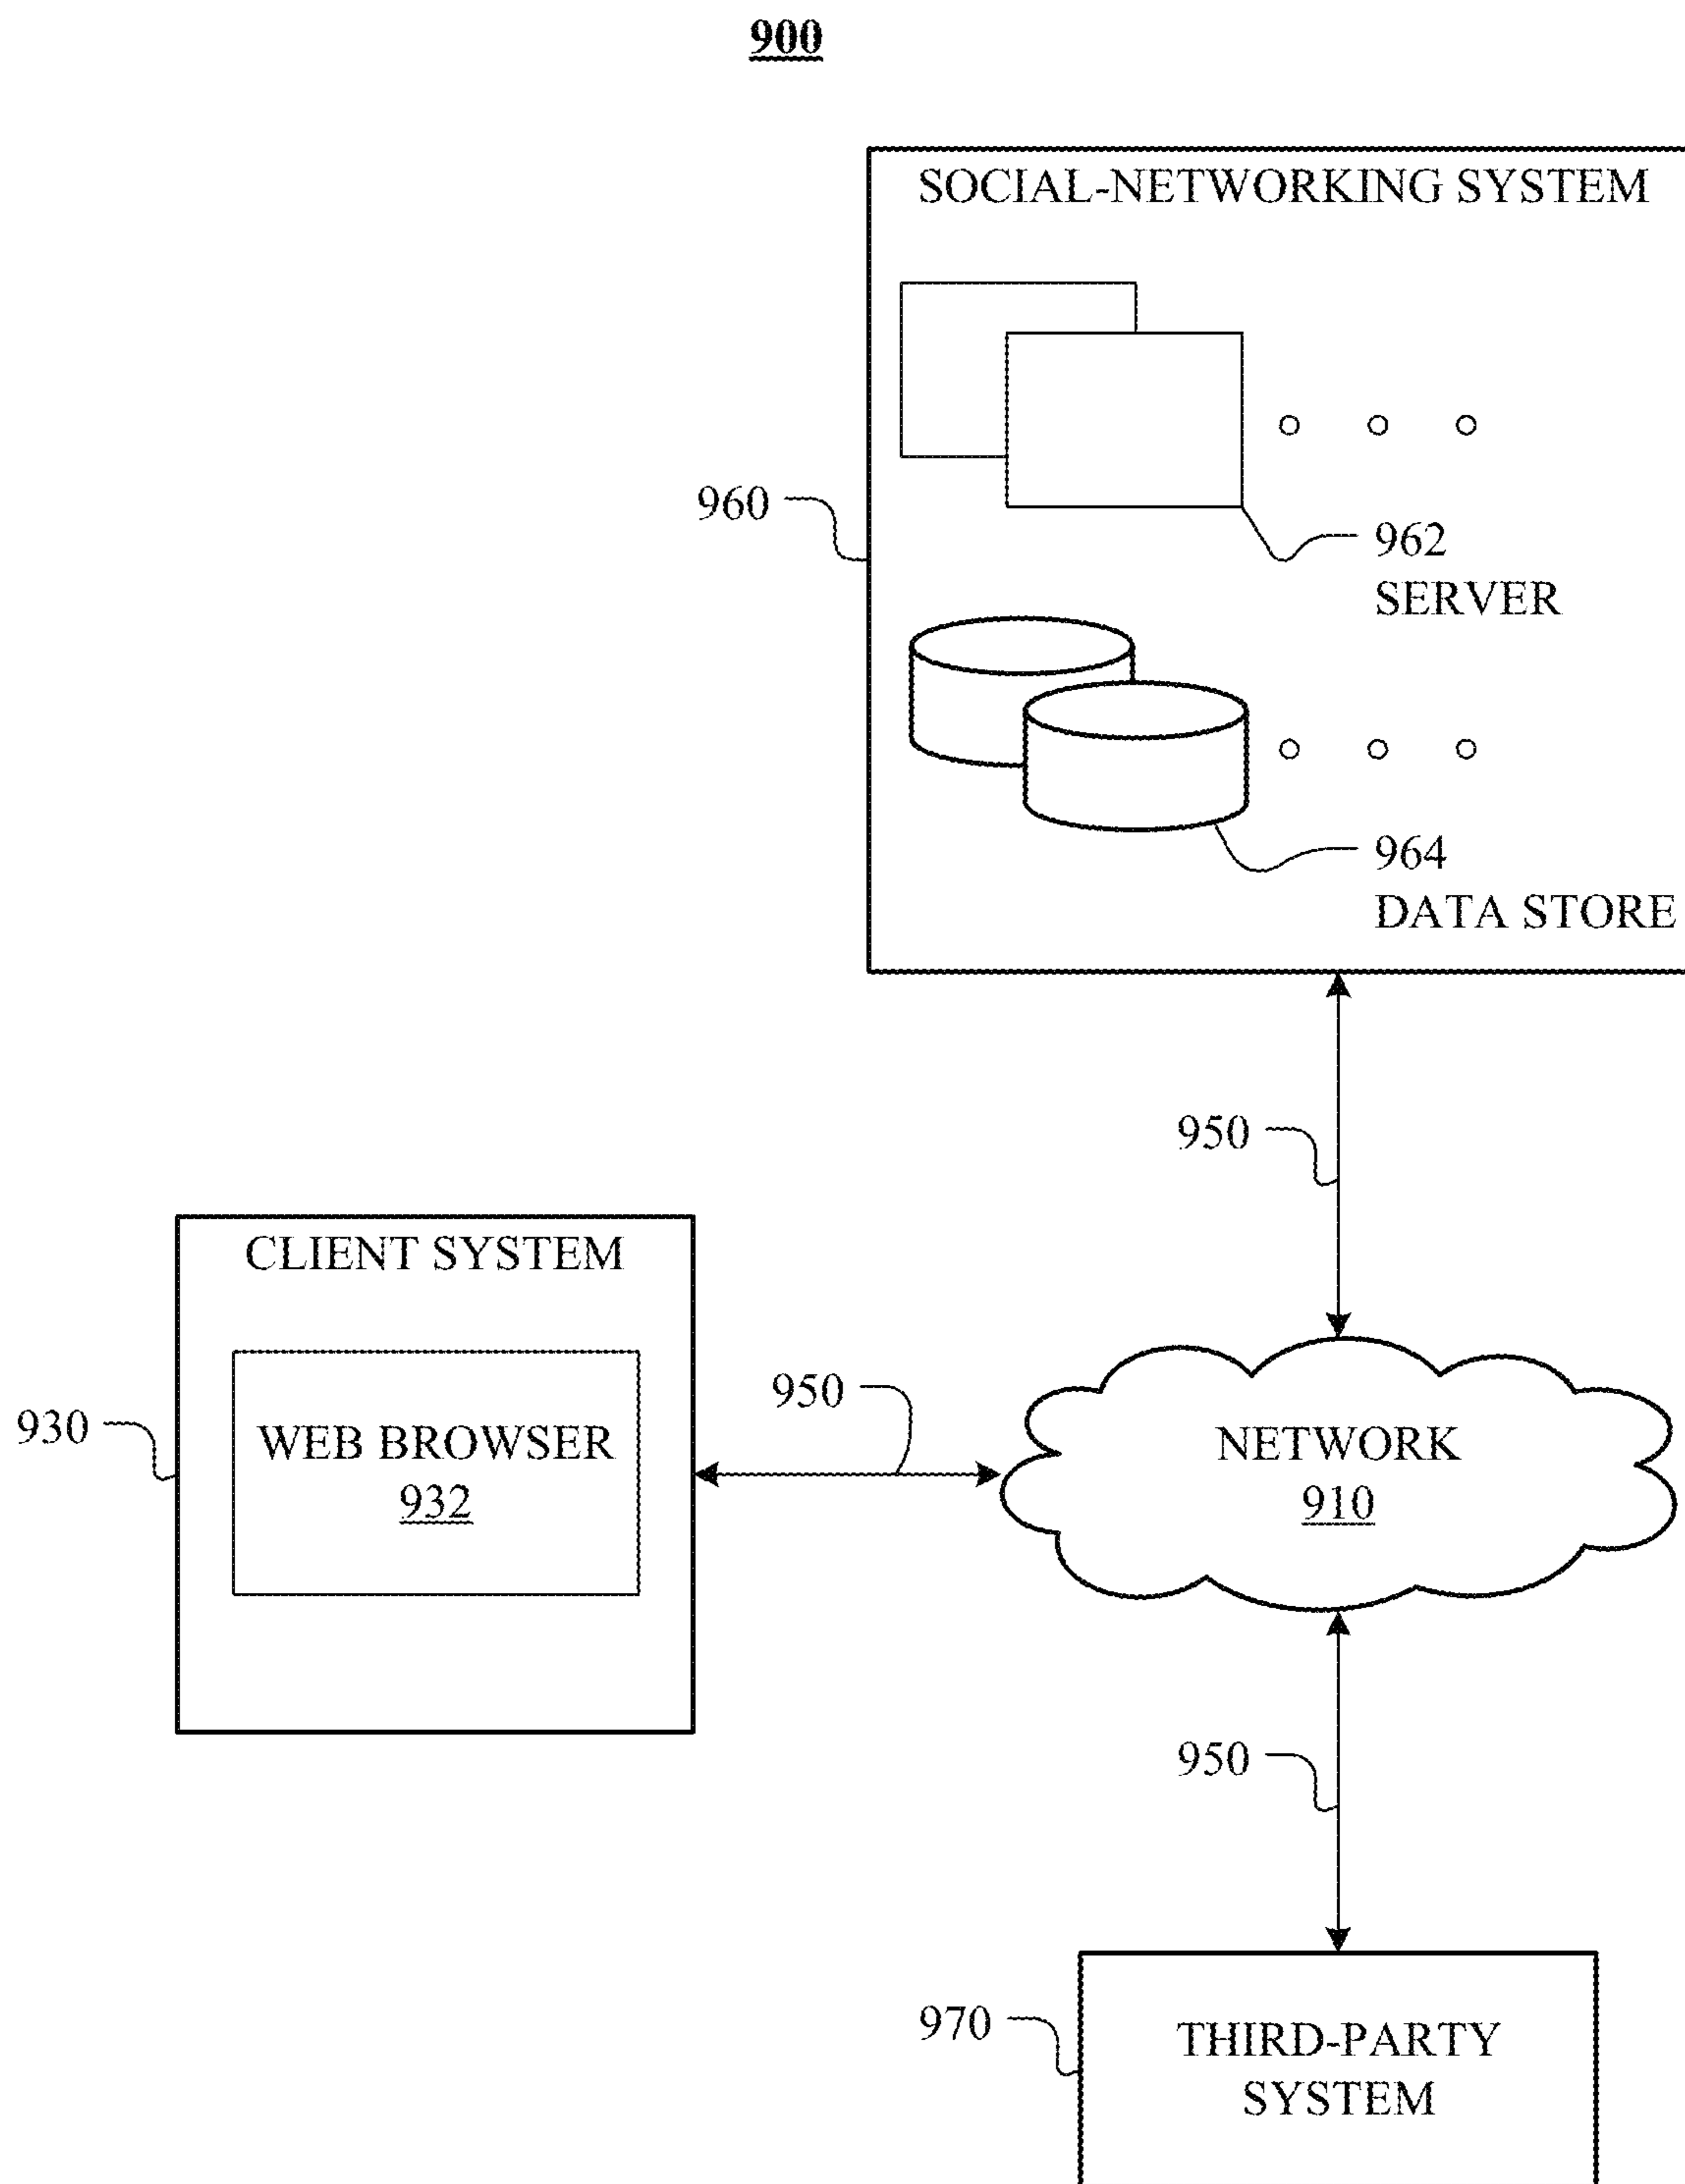 900
SOCIAL-NETWORKING SYSTEM
960
962
SERVER
964
DATA STORE
950
CLIENT SYSTEM
930
WEB BROWSER
932
950
NETWORK
910
950
970
THIRD-PARTY
SYSTEM